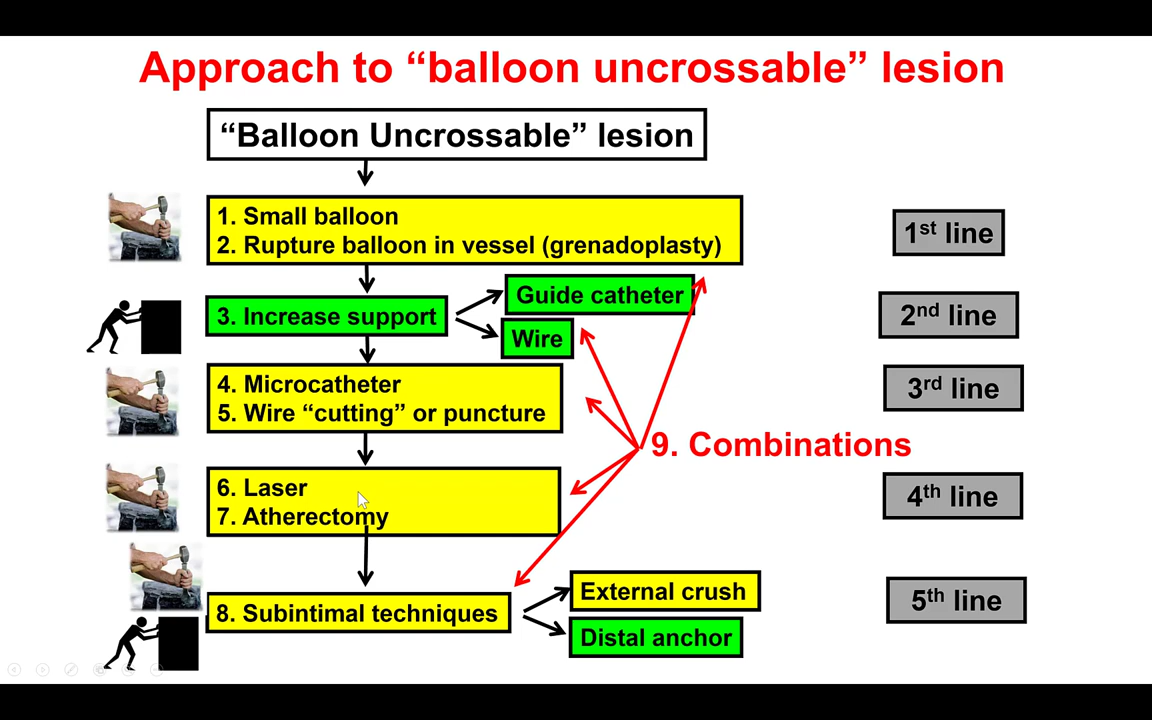 Approach to “balloon uncrossable” lesion
“Balloon Uncrossable” lesion
1. Small balloon
2. Rupture balloon in vessel (grenadoplasty)
1st line
3. Increase support
Guide catheter
Wire
2nd line
4. Microcatheter
5. Wire “cutting” or puncture
3rd line
9. Combinations
6. Laser
7. Atherectomy
4th line
8. Subintimal techniques
External crush
Distal anchor
5th line